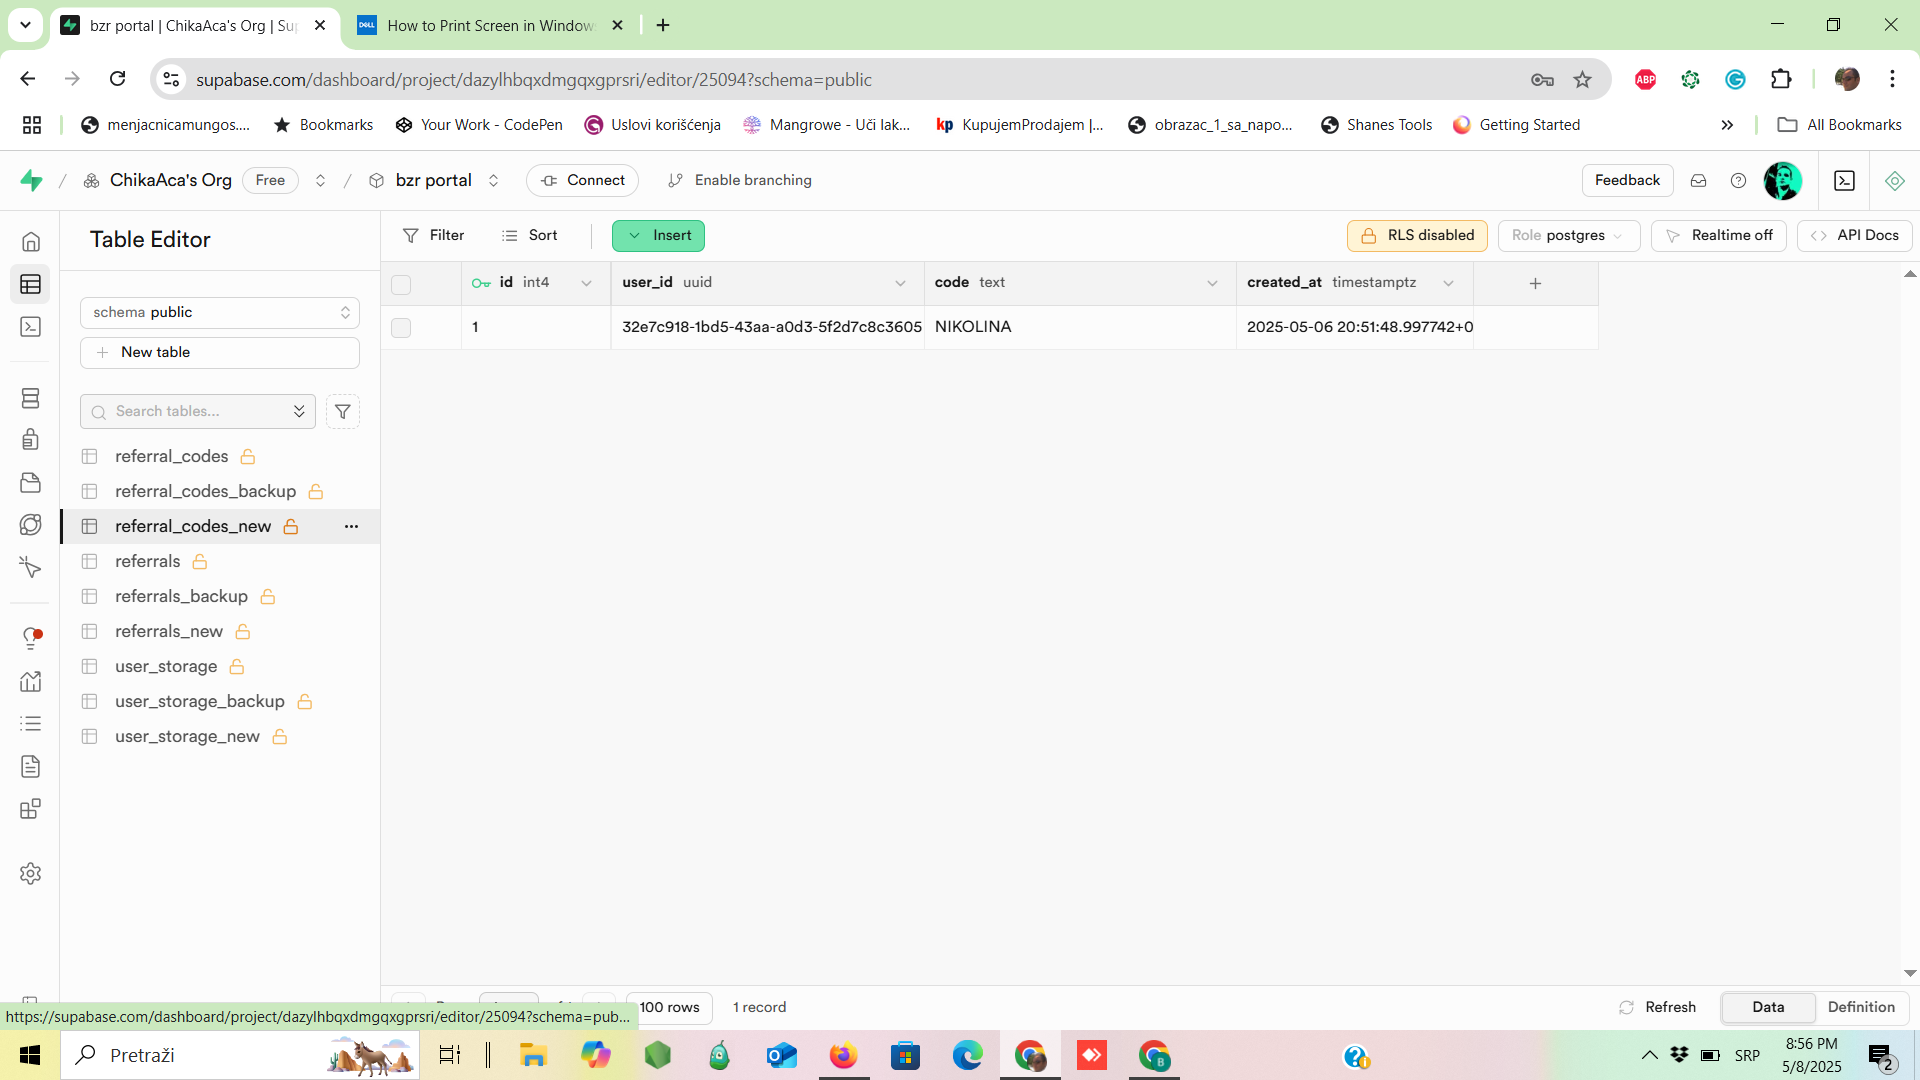 bzr portal | ChikaAca's Org | Su
How to Print Screen in Window
supabase.com/dashboard/project/dazylhbqxdmgqxgprsri/editor/25094?schema=public
ABP
menjacnicamungos....
Bookmarks
Your Work - CodePen
Uslovi korišćenja
Mangrowe - Uči lak...
kp KupujemProdajem |...
obrazac_1_sa_napo...
Shanes Tools
Getting Started
All Bookmarks
/ ChikaAca's Org Free / bzr portal Connect Enable branching Feedback
Table Editor
Filter Sort Insert RLS disabled Role postgres Realtime off API Docs
id int4 user_id uuid code text created_at timestamptz
1 32e7c918-1bd5-43aa-a0d3-5f2d7c8c3605 NIKOLINA 2025-05-06 20:51:48.997742+0
schema public
New table
Search tables...
referral_codes
referral_codes_backup
referral_codes_new
referrals
referrals_backup
referrals_new
user_storage
user_storage_backup
user_storage_new
100 rows 1 record Refresh Data Definition
https://supabase.com/dashboard/project/dazylhbqxdmgqxgprsri/editor/25094?schema=pub...
Pretraži
B
SRP
8:56 PM
5/8/2025
2